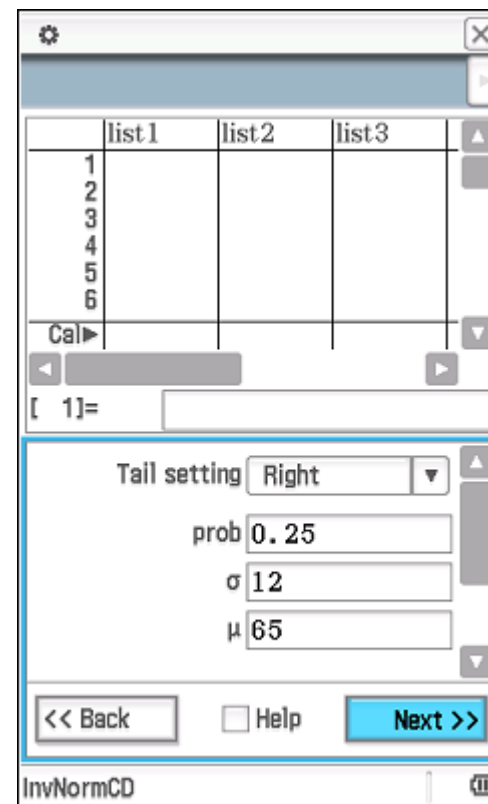 list1 list2 list3
1
2
3
4
5
6
Cal▶
[ 1]=
Tail setting Right
prob 0.25
σ 12
μ 65
<< Back Help Next >>
InvNormCD